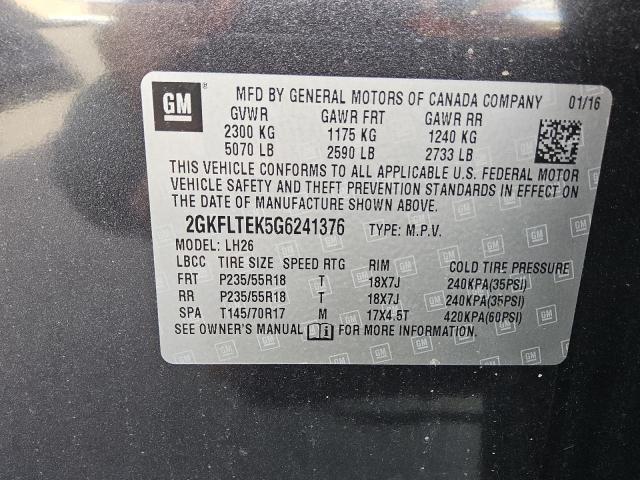 GM ® MFD BY GENERAL MOTORS OF CANADA COMPANY 01/16
GVWR GAWR FRT GAWR RR
2300 KG 1175 KG 1240 KG
5070 LB 2590 LB 2733 LB
THIS VEHICLE CONFORMS TO ALL APPLICABLE U.S. FEDERAL MOTOR
VEHICLE SAFETY AND THEFT PREVENTION STANDARDS IN EFFECT ON
THE DATE OF MANUFACTURE SHOWN ABOVE.
2GKFLTEK5G6241376 TYPE: M.P.V.
MODEL: LH26
LBCC TIRE SIZE SPEED RTG RIM COLD TIRE PRESSURE
FRT P235/55R18 T 18X7J 240KPA(35PSI)
RR P235/55R18 T 18X7J 240KPA(35PSI)
SPA T145/70R17 M 17X4.5T 420KPA(60PSI)
SEE OWNER'S MANUAL FOR MORE INFORMATION.